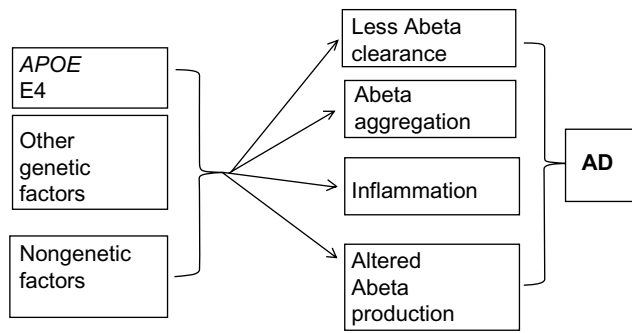 APOE
E4
Other
genetic
factors
Nongenetic
factors
Less Abeta
clearance
Abeta
aggregation
Inflammation
Altered
Abeta
production
AD